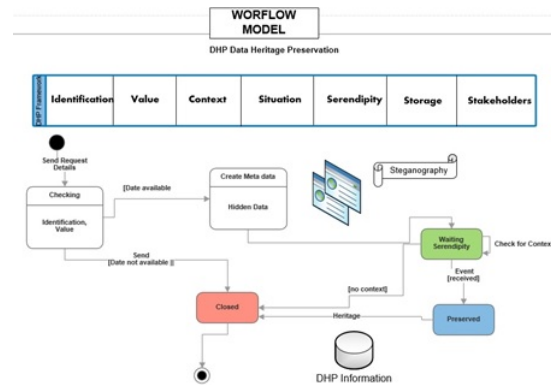 WORFLOW
MODEL
DHP Data Heritage Preservation
DHP Framework
Identification
Value
Context
Situation
Serendipity
Storage
Stakeholders
Send Request
Details
Checking
Identification,
Value
[Date available
Create Meta data
Hidden Data
Steganography
Waiting
Serendipity
Check for Contex
Send
[Date not available ||
Event
[received]
[no context]
Closed
Heritage
Preserved
DHP Information